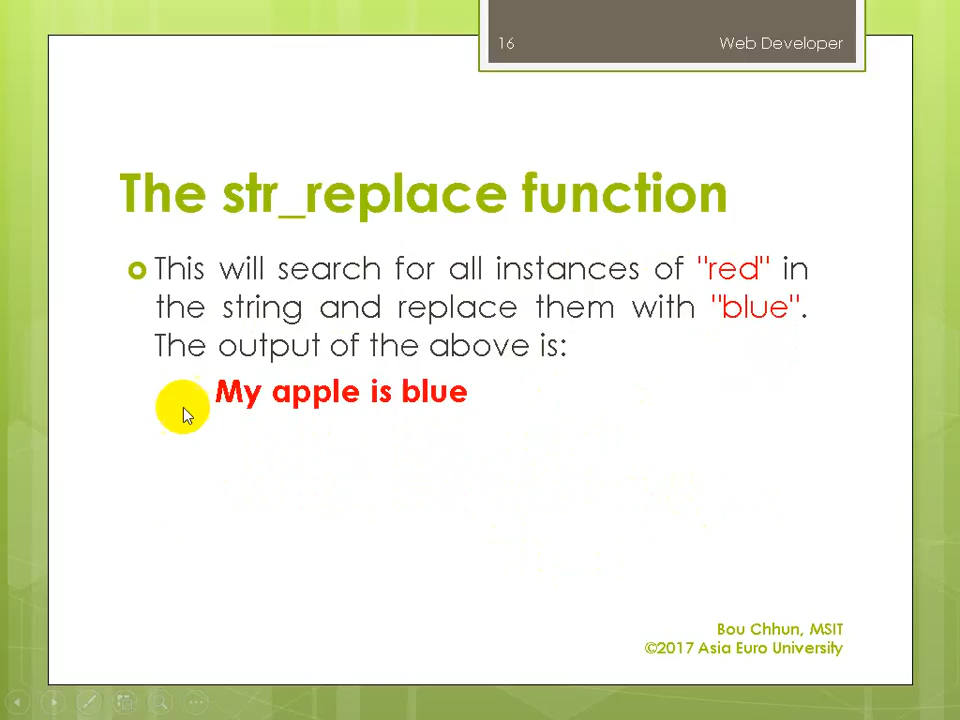 16 Web Developer
The str_replace function
This will search for all instances of "red" in
the string and replace them with "blue".
The output of the above is:
My apple is blue
Bou Chhun, MSIT
©2017 Asia Euro University